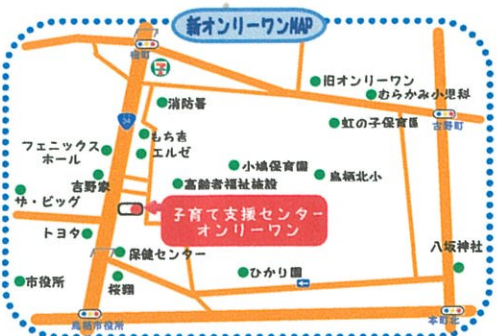 新オンリーワンMAP
宿町
7
旧オンリーワン
むらかみ小児科
消防署
34
虹の子保育園
古野町
もち吉
エルゼ
フェニックス
ホール
小鳩保育園
吉野家
高齢者福祉施設
鳥栖北小
ザ・ビッグ
子育て支援センター
オンリーワン
トヨタ
八坂神社
保健センター
市役所
桜翔
ひかり園
鳥栖市役所
本町北